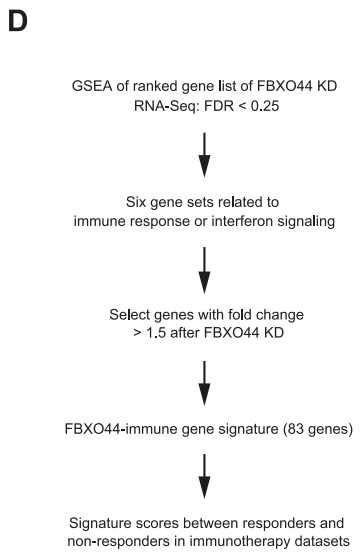 D
GSEA of ranked gene list of FBXO44 KD
RNA-Seq: FDR < 0.25
Six gene sets related to
immune response or interferon signaling
Select genes with fold change
> 1.5 after FBXO44 KD
FBXO44-immune gene signature (83 genes)
Signature scores between responders and
non-responders in immunotherapy datasets